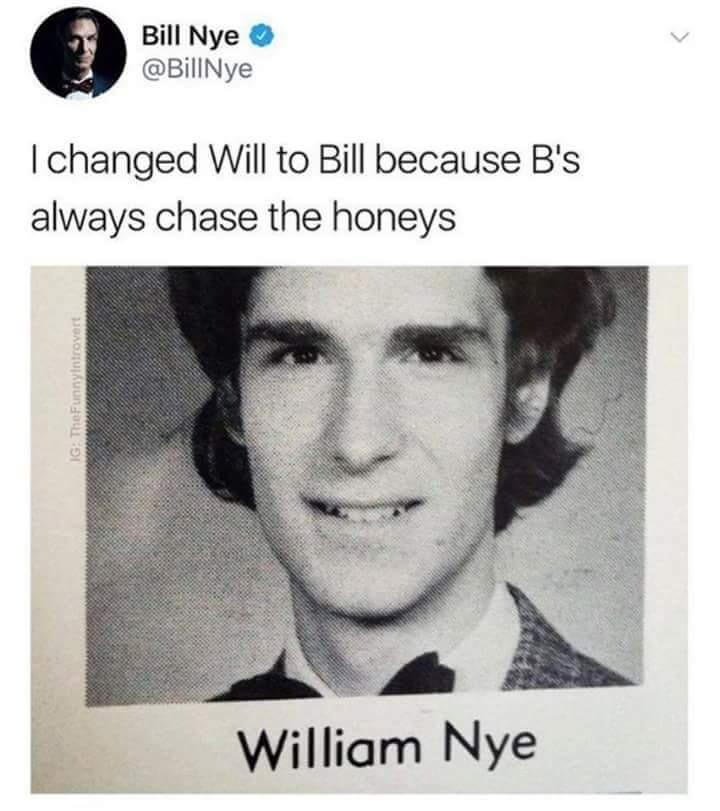 Bill Nye
@BillNye
I changed Will to Bill because B's
always chase the honeys
IG: TheFunnyIntrovert
William Nye